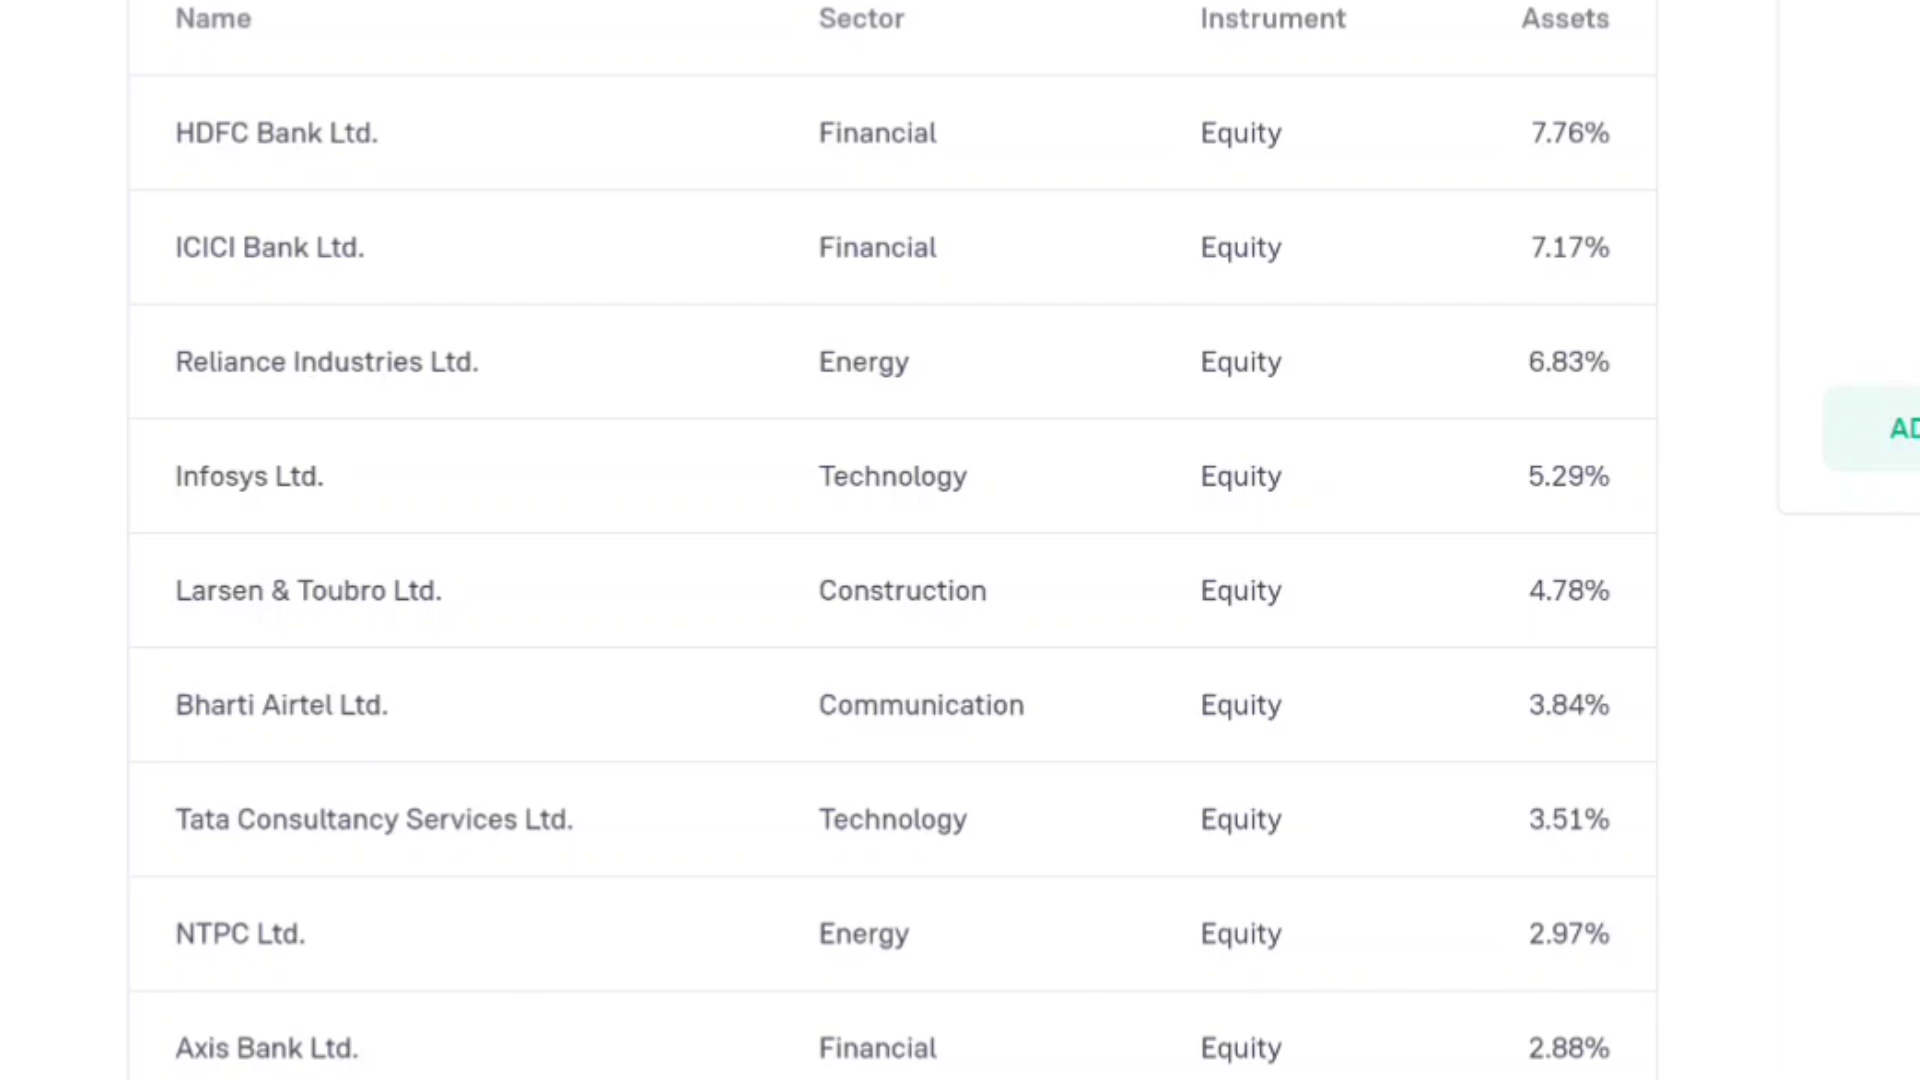 Name Sector Instrument Assets
HDFC Bank Ltd. Financial Equity 7.76%
ICICI Bank Ltd. Financial Equity 7.17%
Reliance Industries Ltd. Energy Equity 6.83%
AD
Infosys Ltd. Technology Equity 5.29%
Larsen & Toubro Ltd. Construction Equity 4.78%
Bharti Airtel Ltd. Communication Equity 3.84%
Tata Consultancy Services Ltd. Technology Equity 3.51%
NTPC Ltd. Energy Equity 2.97%
Axis Bank Ltd. Financial Equity 2.88%